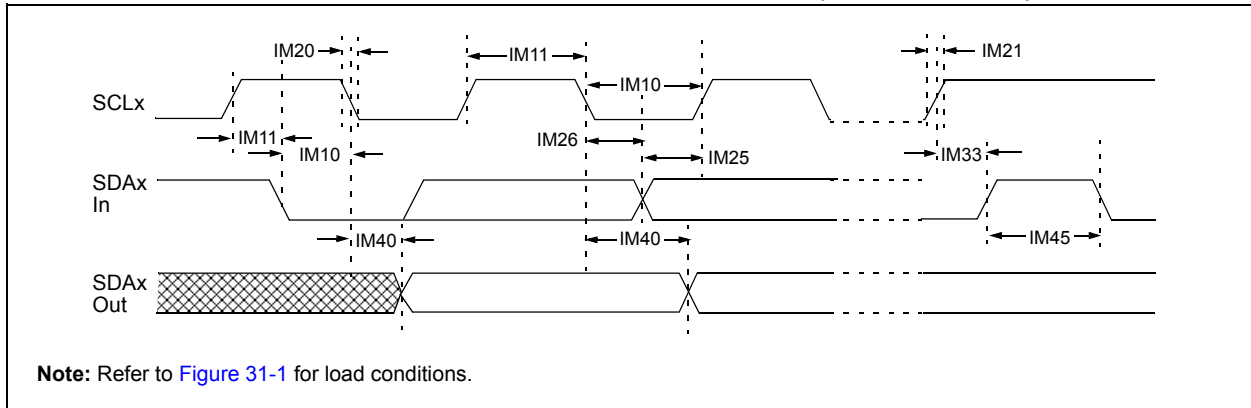 IM20
IM11
IM21
IM10
SCLx
IM11
IM26
IM10
IM33
IM25
SDAx
In
IM40
IM40
IM45
SDAx
Out
Note: Refer to Figure 31-1 for load conditions.